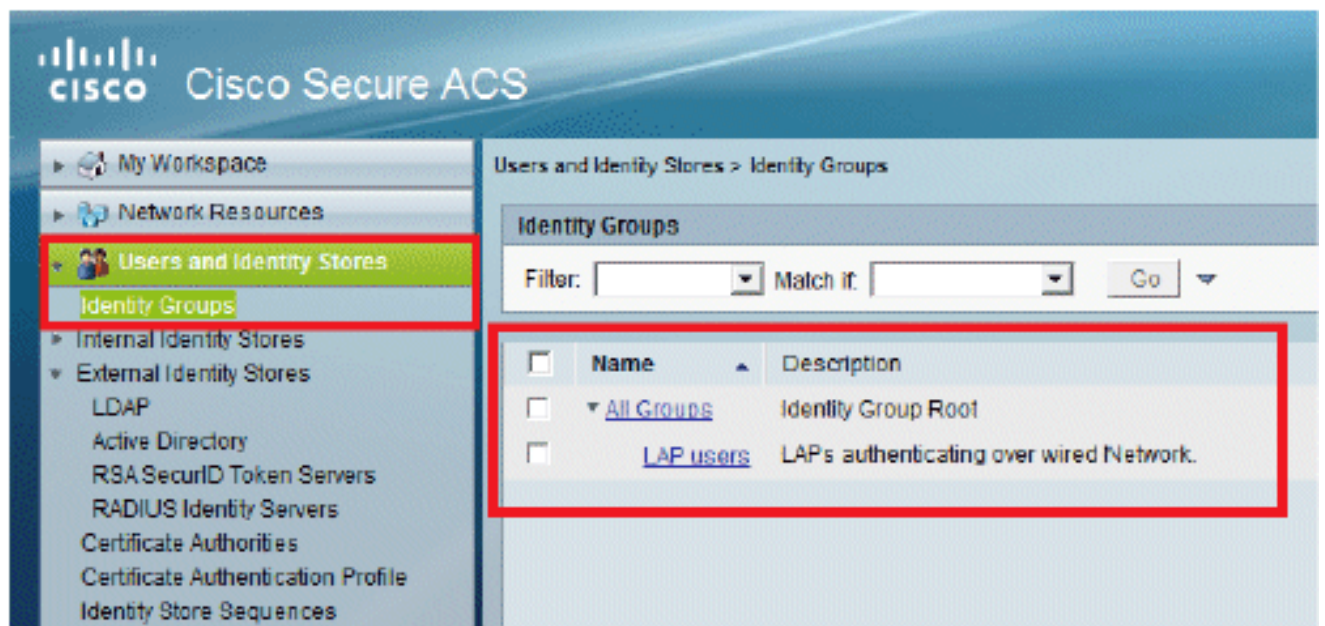 CISCO Cisco Secure ACS
My Workspace
Network Resources
Users and Identity Stores
Identity Groups
Internal Identity Stores
External Identity Stores
LDAP
Active Directory
RSA SecurID Token Servers
RADIUS Identity Servers
Certificate Authorities
Certificate Authentication Profile
Identity Store Sequences
Users and Identity Stores > Identity Groups
Identity Groups
Filter: Match if: Go
Name Description
All Groups Identity Group Root
LAP users LAPs authenticating over wired Network.